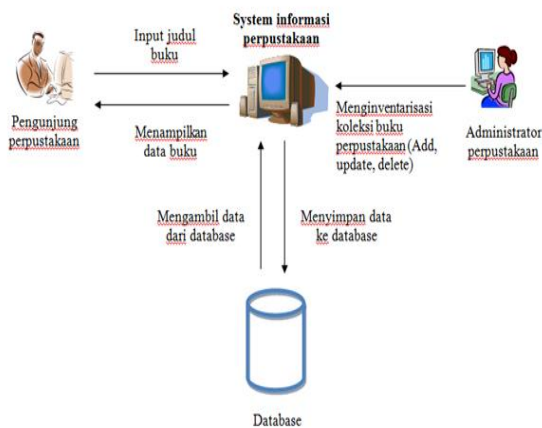 System informasi
perpustakaan
Input judul
buku
Pengunjung
perpustakaan
Menampilkan
data buku
Menginventarisasi
koleksi buku
perpustakaan (Add,
update, delete)
Administrator
perpustakaan
Mengambil data
dari database
Menyimpan data
ke database
Database